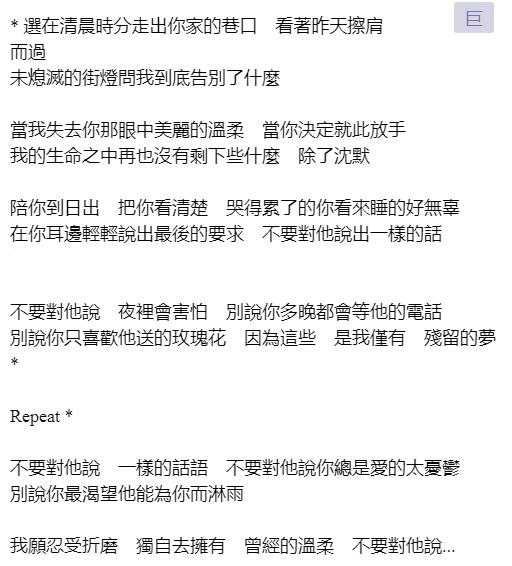 巨
* 選在清晨時分走出你家的巷口　看著昨天擦肩
而過
未熄滅的街燈問我到底告別了什麼
當我失去你那眼中美麗的溫柔　當你決定就此放手
我的生命之中再也沒有剩下些什麼　除了沈默
陪你到日出　把你看清楚　哭得累了的你看來睡的好無辜
在你耳邊輕輕說出最後的要求　不要對他說出一樣的話
不要對他說　夜裡會害怕　別說你多晚都會等他的電話
別說你只喜歡他送的玫瑰花　因為這些　是我僅有　殘留的夢
*
Repeat *
不要對他說　一樣的話語　不要對他說你總是愛的太憂鬱
別說你最渴望他能為你而淋雨
我願忍受折磨　獨自去擁有　曾經的溫柔　不要對他說...